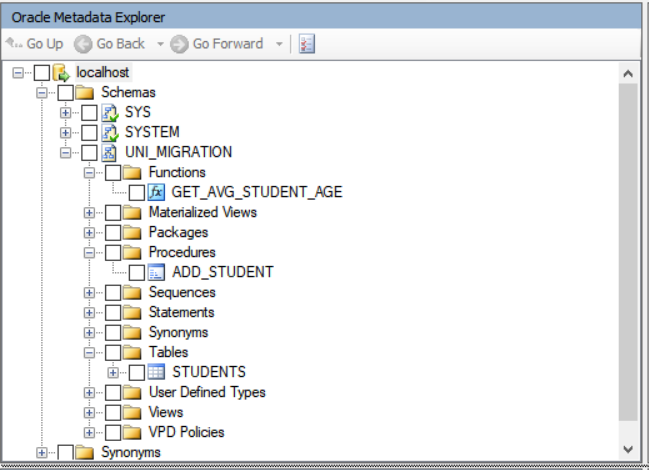 Oracle Metadata Explorer
Go Up Go Back Go Forward
localhost
Schemas
SYS
SYSTEM
UNI_MIGRATION
Functions
fx GET_AVG_STUDENT_AGE
Materialized Views
Packages
Procedures
ADD_STUDENT
Sequences
Statements
Synonyms
Tables
STUDENTS
User Defined Types
Views
VPD Policies
Synonyms